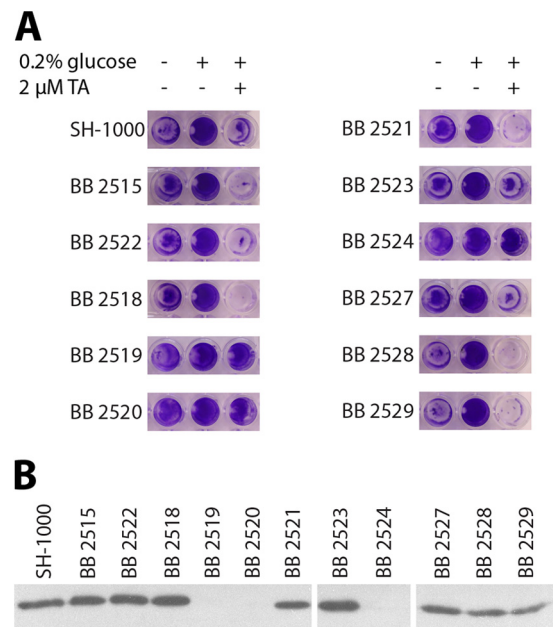 A
0.2% glucose - + +
2 µM TA - - +
- + +
- - +
SH-1000
BB 2515
BB 2522
BB 2518
BB 2519
BB 2520
BB 2521
BB 2523
BB 2524
BB 2527
BB 2528
BB 2529
B
SH-1000
BB 2515
BB 2522
BB 2518
BB 2519
BB 2520
BB 2521
BB 2523
BB 2524
BB 2527
BB 2528
BB 2529